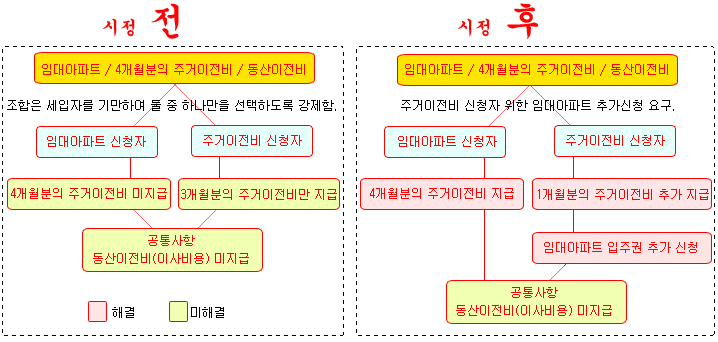 시정 전
임대아파트 / 4개월분의 주거이전비 / 동산이전비
조합은 세입자를 기만하며 둘 중 하나만을 선택하도록 강제함.
임대아파트 신청자
주거이전비 신청자
4개월분의 주거이전비 미지급
3개월분의 주거이전비만 지급
공통사항
동산이전비(이사비용) 미지급
해결
미해결
시정 후
임대아파트 / 4개월분의 주거이전비 / 동산이전비
주거이전비 신청자 위한 임대아파트 추가신청 요구.
임대아파트 신청자
주거이전비 신청자
4개월분의 주거이전비 지급
1개월분의 주거이전비 추가 지급
임대아파트 입주권 추가 신청
공통사항
동산이전비(이사비용) 미지급